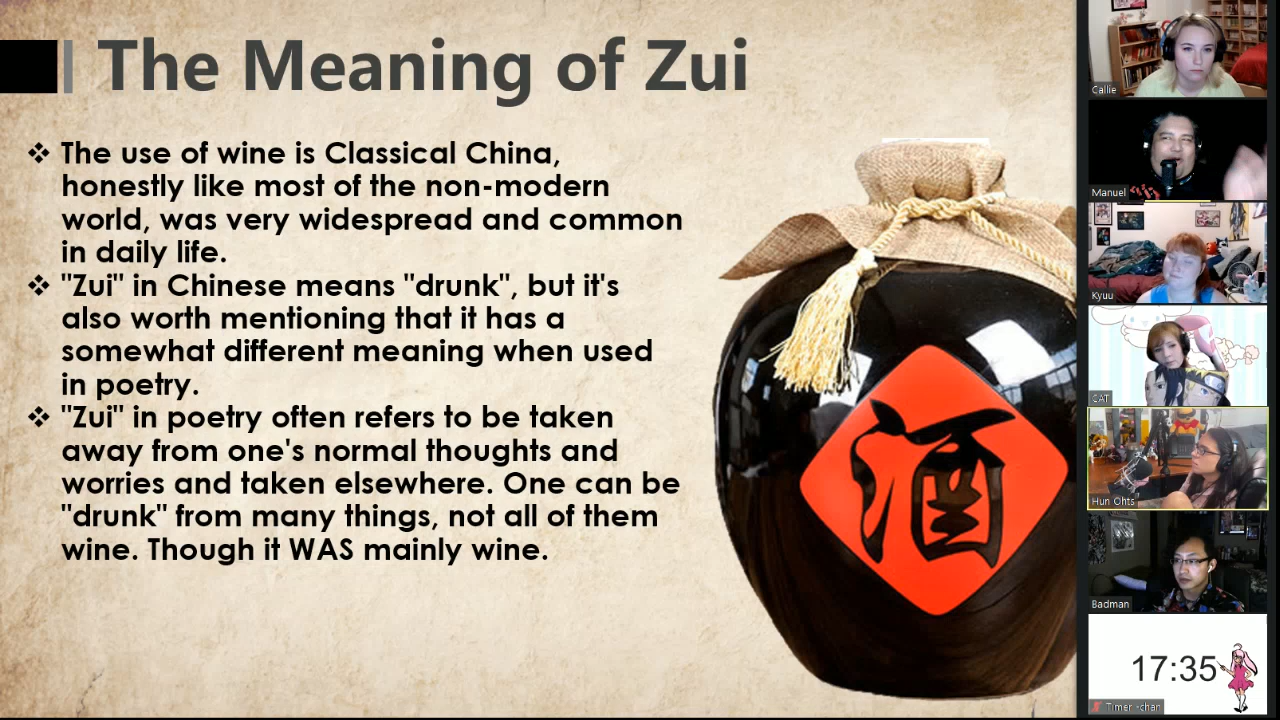 The Meaning of Zui
❖ The use of wine is Classical China,
honestly like most of the non-modern
world, was very widespread and common
in daily life.
❖ "Zui" in Chinese means "drunk", but it's
also worth mentioning that it has a
somewhat different meaning when used
in poetry.
❖ "Zui" in poetry often refers to be taken
away from one's normal thoughts and
worries and taken elsewhere. One can be
"drunk" from many things, not all of them
wine. Though it WAS mainly wine.
酒
Callie
Manuel
Kyuu
CAT
Hun Ohts
Badman
17:35
Timer -chan